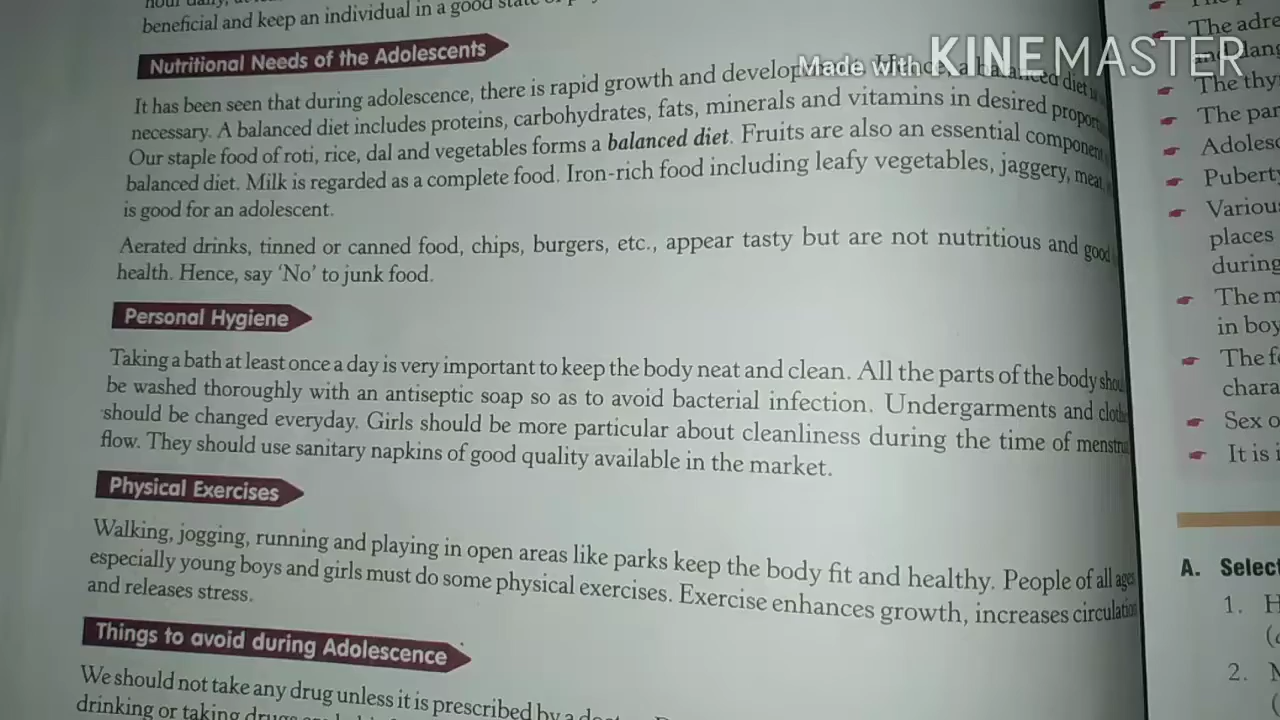 beneficial and keep an individual in a good state of
Nutritional Needs of the Adolescents
Made with KINEMASTER
It has been seen that during adolescence, there is rapid growth and development. Hence, a balanced diet is
necessary. A balanced diet includes proteins, carbohydrates, fats, minerals and vitamins in desired
Our staple food of roti, rice, dal and vegetables forms a balanced diet. Fruits are also an essential component
balanced diet. Milk is regarded as a complete food. Iron-rich food including leafy vegetables, jaggery, meat,
is good for an adolescent.
Aerated drinks, tinned or canned food, chips, burgers, etc., appear tasty but are not nutritious and good
health. Hence, say 'No' to junk food.
Personal Hygiene
Taking a bath at least once a day is very important to keep the body neat and clean. All the parts of the body shou
be washed thoroughly with an antiseptic soap so as to avoid bacterial infection. Undergarments and clothe
should be changed everyday. Girls should be more particular about cleanliness during the time of menstru
flow. They should use sanitary napkins of good quality available in the market.
Physical Exercises
Walking, jogging, running and playing in open areas like parks keep the body fit and healthy. People of all ages
especially young boys and girls must do some physical exercises. Exercise enhances growth, increases circulation
and releases stress.
Things to avoid during Adolescence
We should not take any drug unless it is prescribed by a
drinking or taking drugs
The adre
and lang
The thy
The par
Adolesc
Puberty
Various
places
during
The m
in boy
The fe
chara
Sex o
It is i
A. Select
1. H
2.